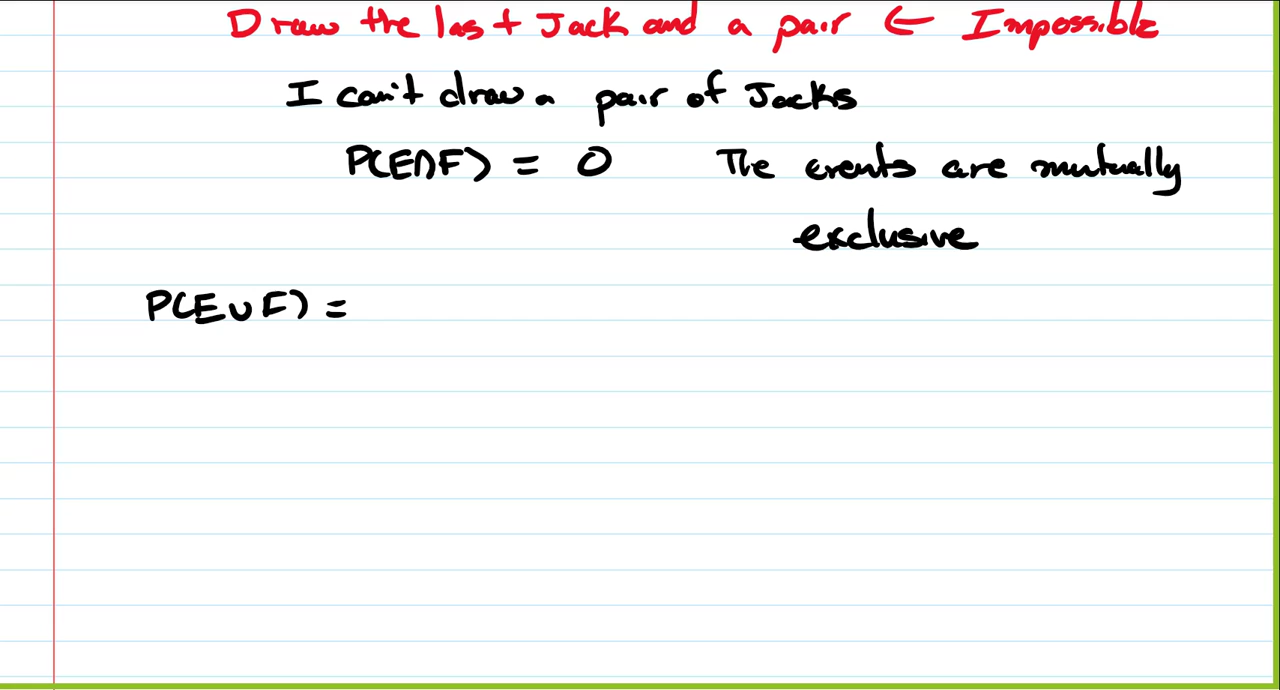 Draw the last Jack and a pair ← Impossible
I can't draw a pair of Jacks
P(E∩F) = 0 The events are mutually
exclusive
P(E∪F) =